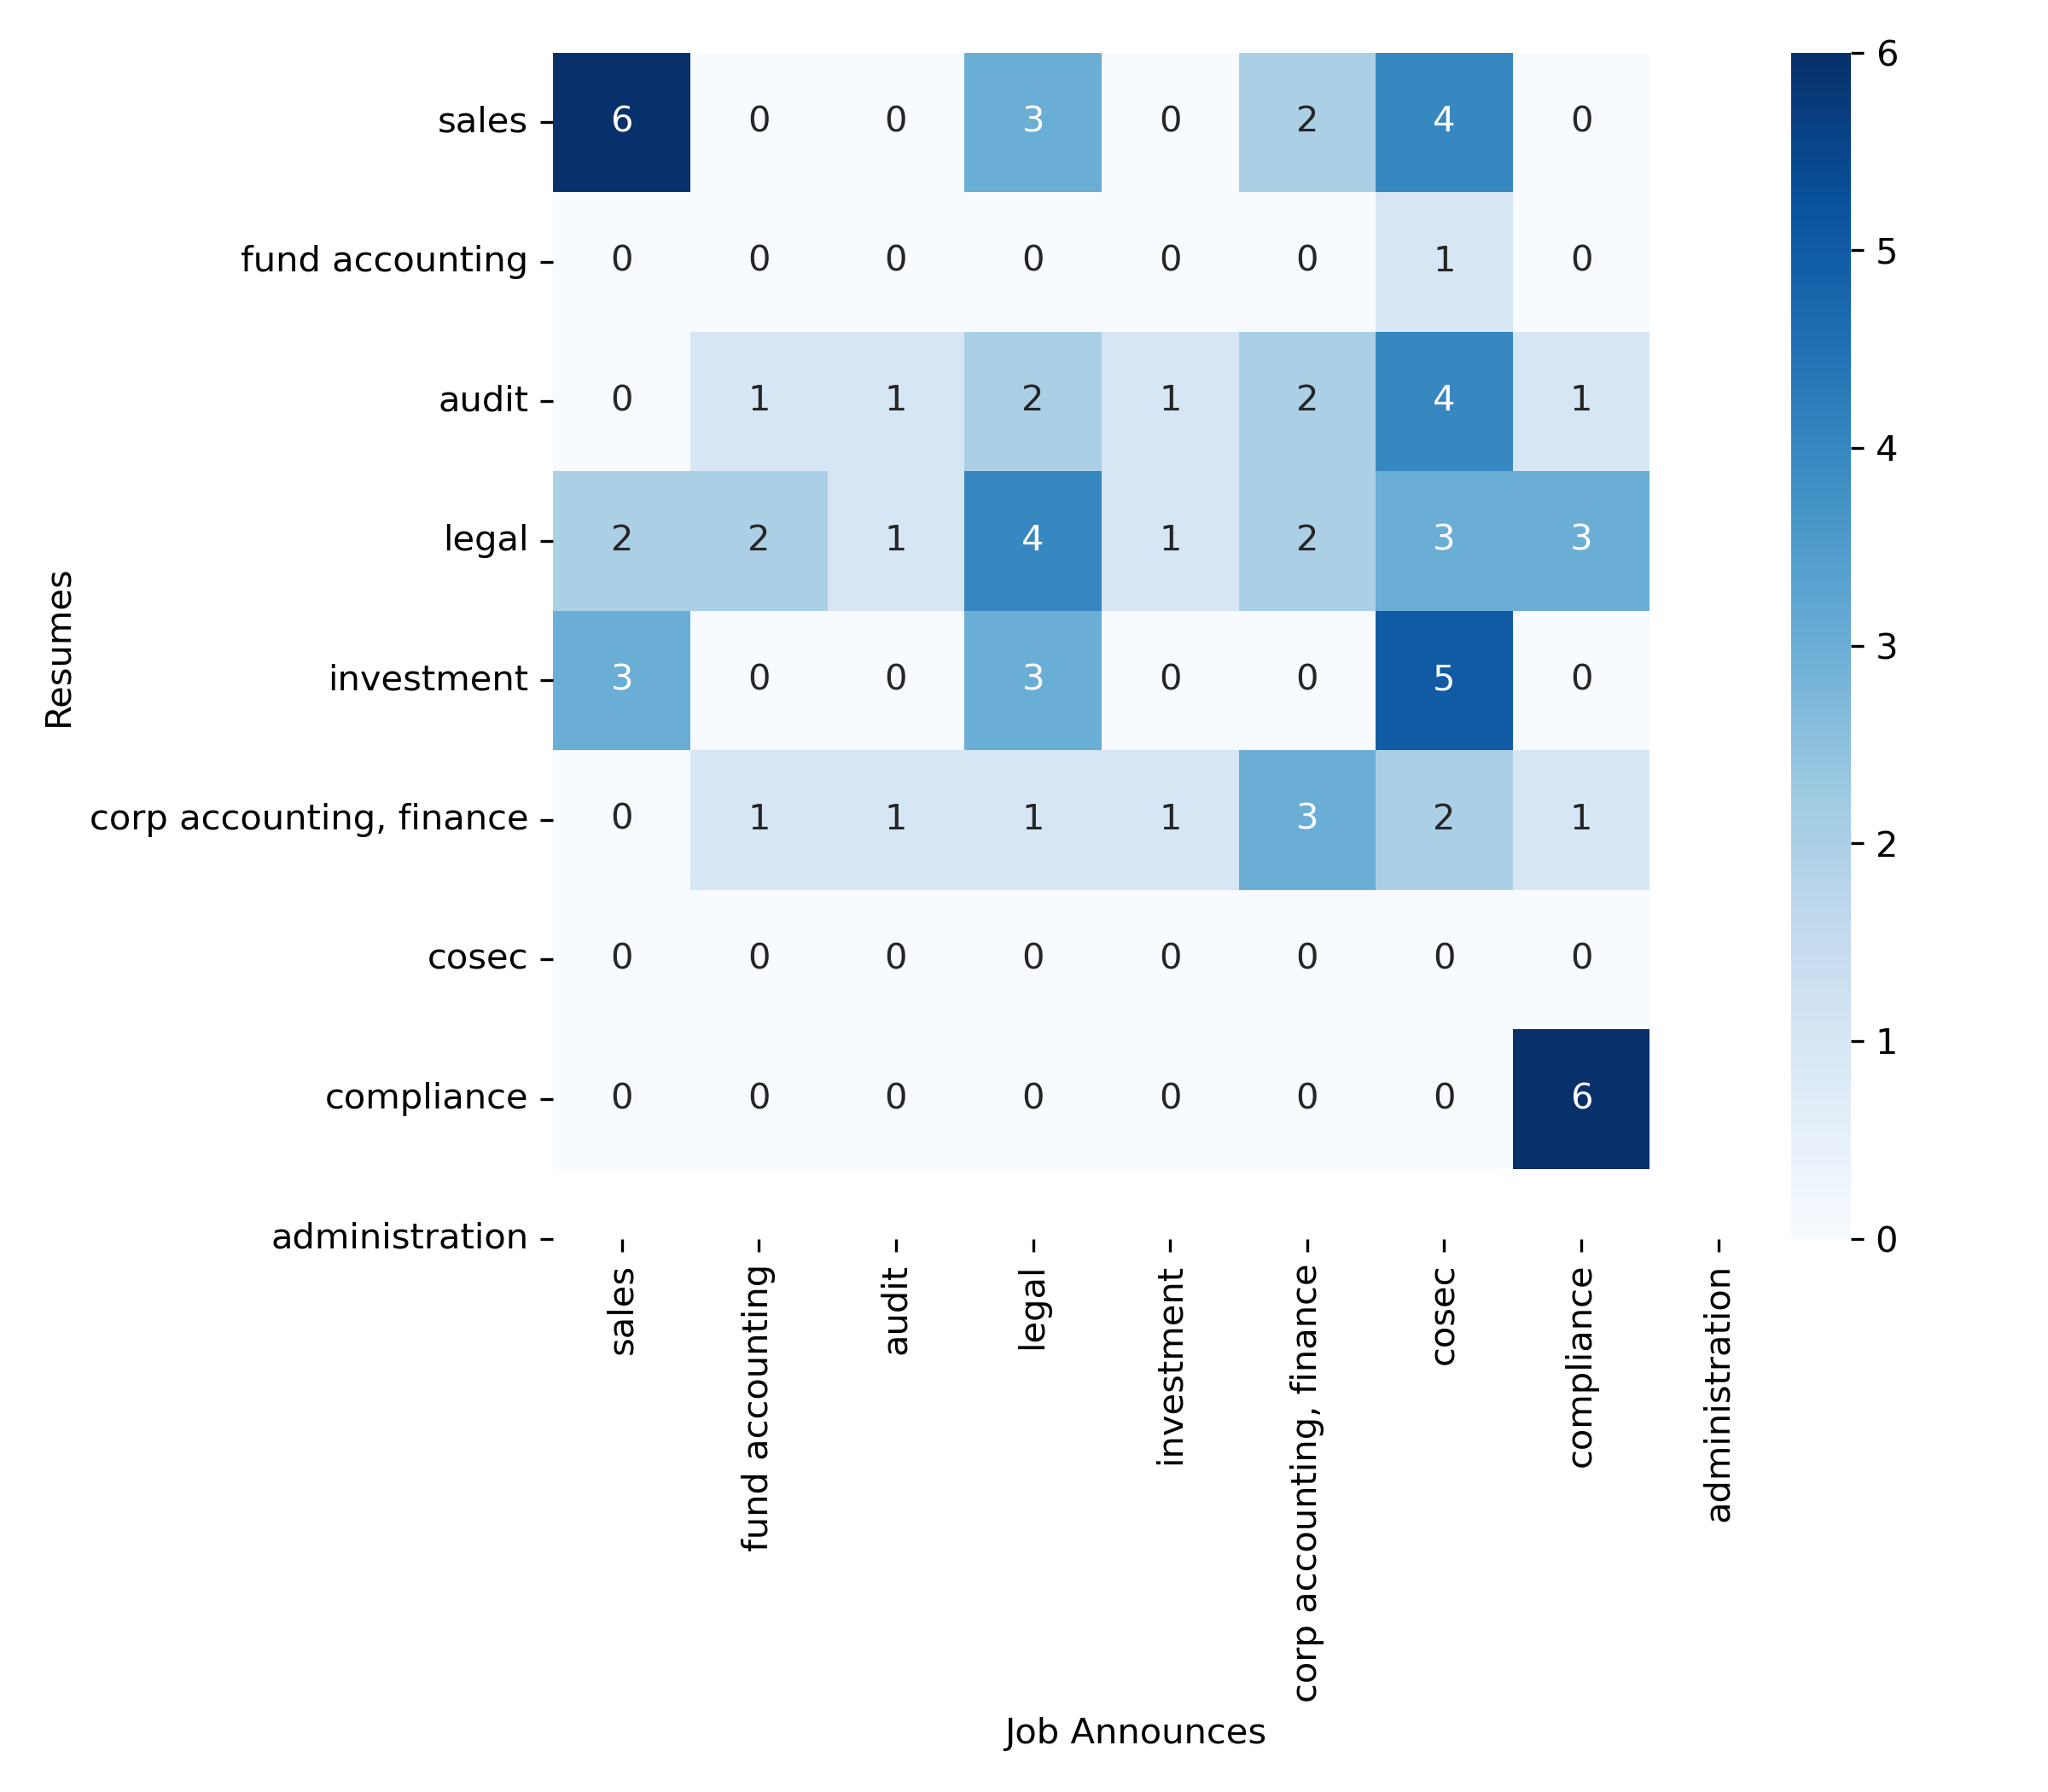 sales 6 0 0 3 0 2 4 0
fund accounting 0 0 0 0 0 0 1 0
audit 0 1 1 2 1 2 4 1
legal 2 2 1 4 1 2 3 3
investment 3 0 0 3 0 0 5 0
corp accounting, finance 0 1 1 1 1 3 2 1
cosec 0 0 0 0 0 0 0 0
compliance 0 0 0 0 0 0 0 6
administration
Resumes
sales
fund accounting
audit
legal
investment
corp accounting, finance
cosec
compliance
administration
Job Announces
6
5
4
3
2
1
0